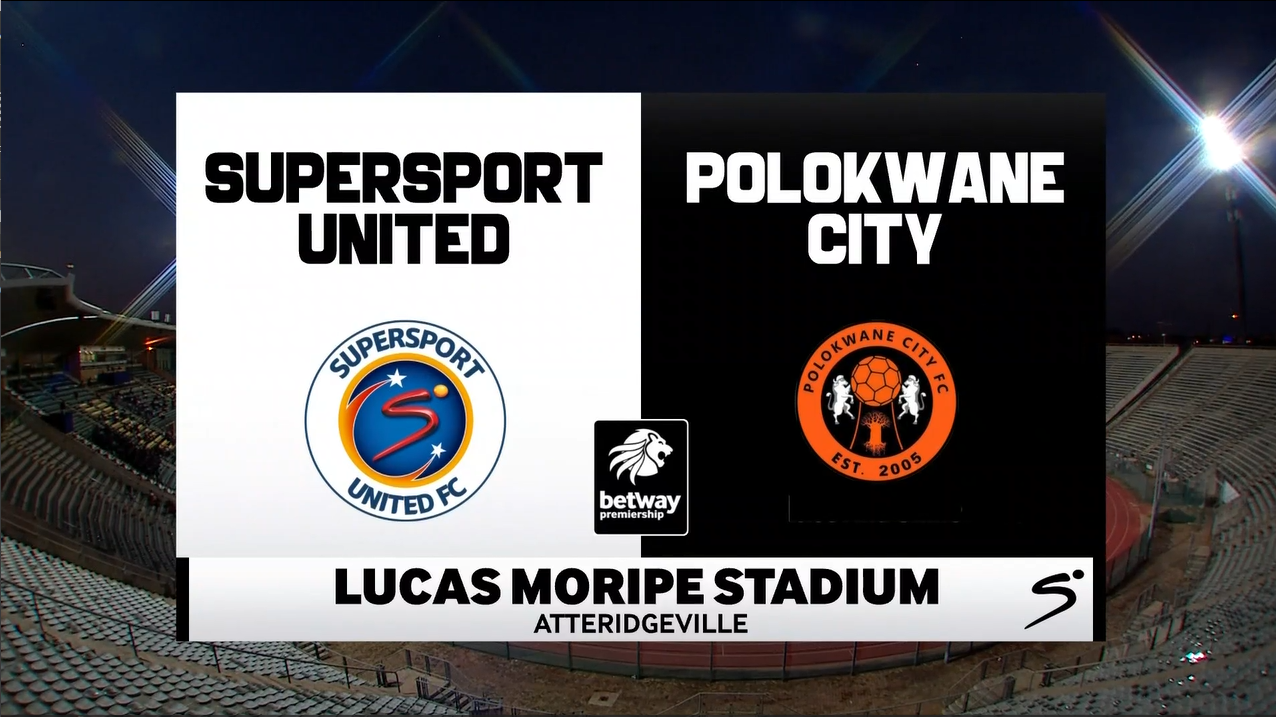 SUPERSPORT
UNITED
POLOKWANE
CITY
SUPERSPORT
UNITED FC
POLOKWANE CITY FC
EST. 2005
betway
premiership
LUCAS MORIPE STADIUM
ATTERIDGEVILLE